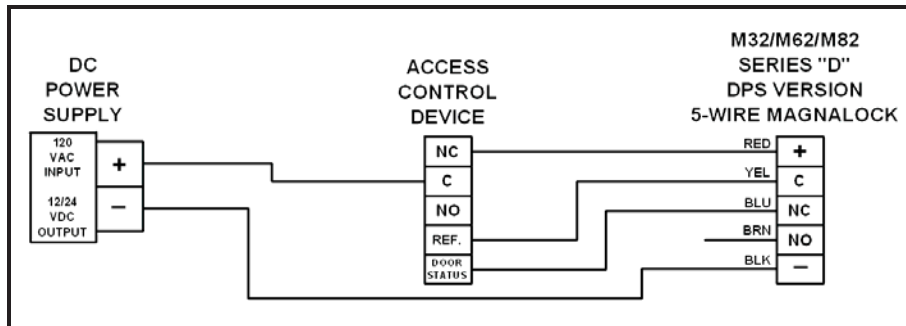 DC
POWER
SUPPLY
120
VAC
INPUT
12/24
VDC
OUTPUT
+
−
ACCESS
CONTROL
DEVICE
NC
C
NO
REF.
DOOR
STATUS
M32/M62/M82
SERIES "D"
DPS VERSION
5-WIRE MAGNALOCK
RED
+
YEL
C
BLU
NC
BRN
NO
BLK
−